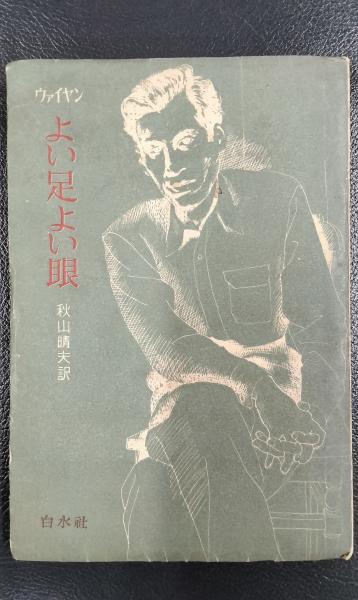 ヴァイヤン
よい足よい眼
秋山晴夫訳
白水社